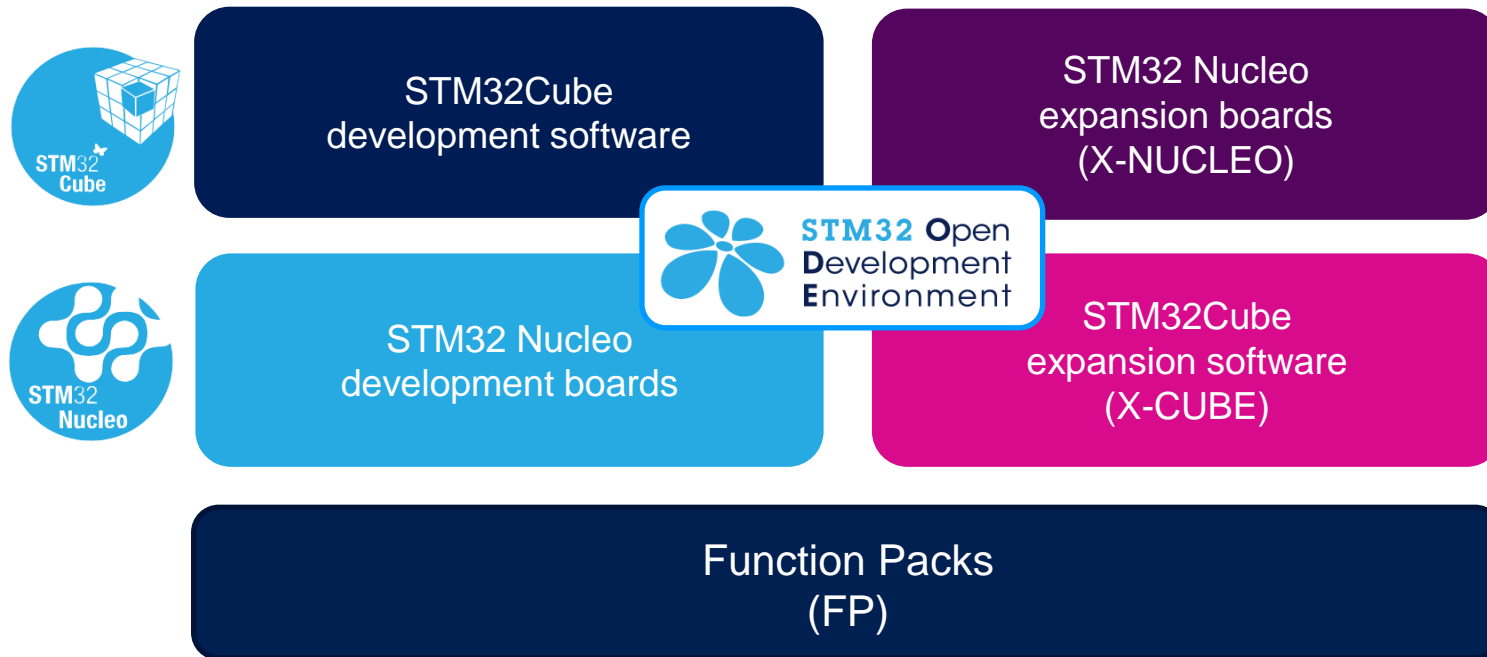 STM32
Cube
STM32Cube
development software
STM32 Nucleo
expansion boards
(X-NUCLEO)
STM32 Open
Development
Environment
STM32
Nucleo
STM32 Nucleo
development boards
STM32Cube
expansion software
(X-CUBE)
Function Packs
(FP)